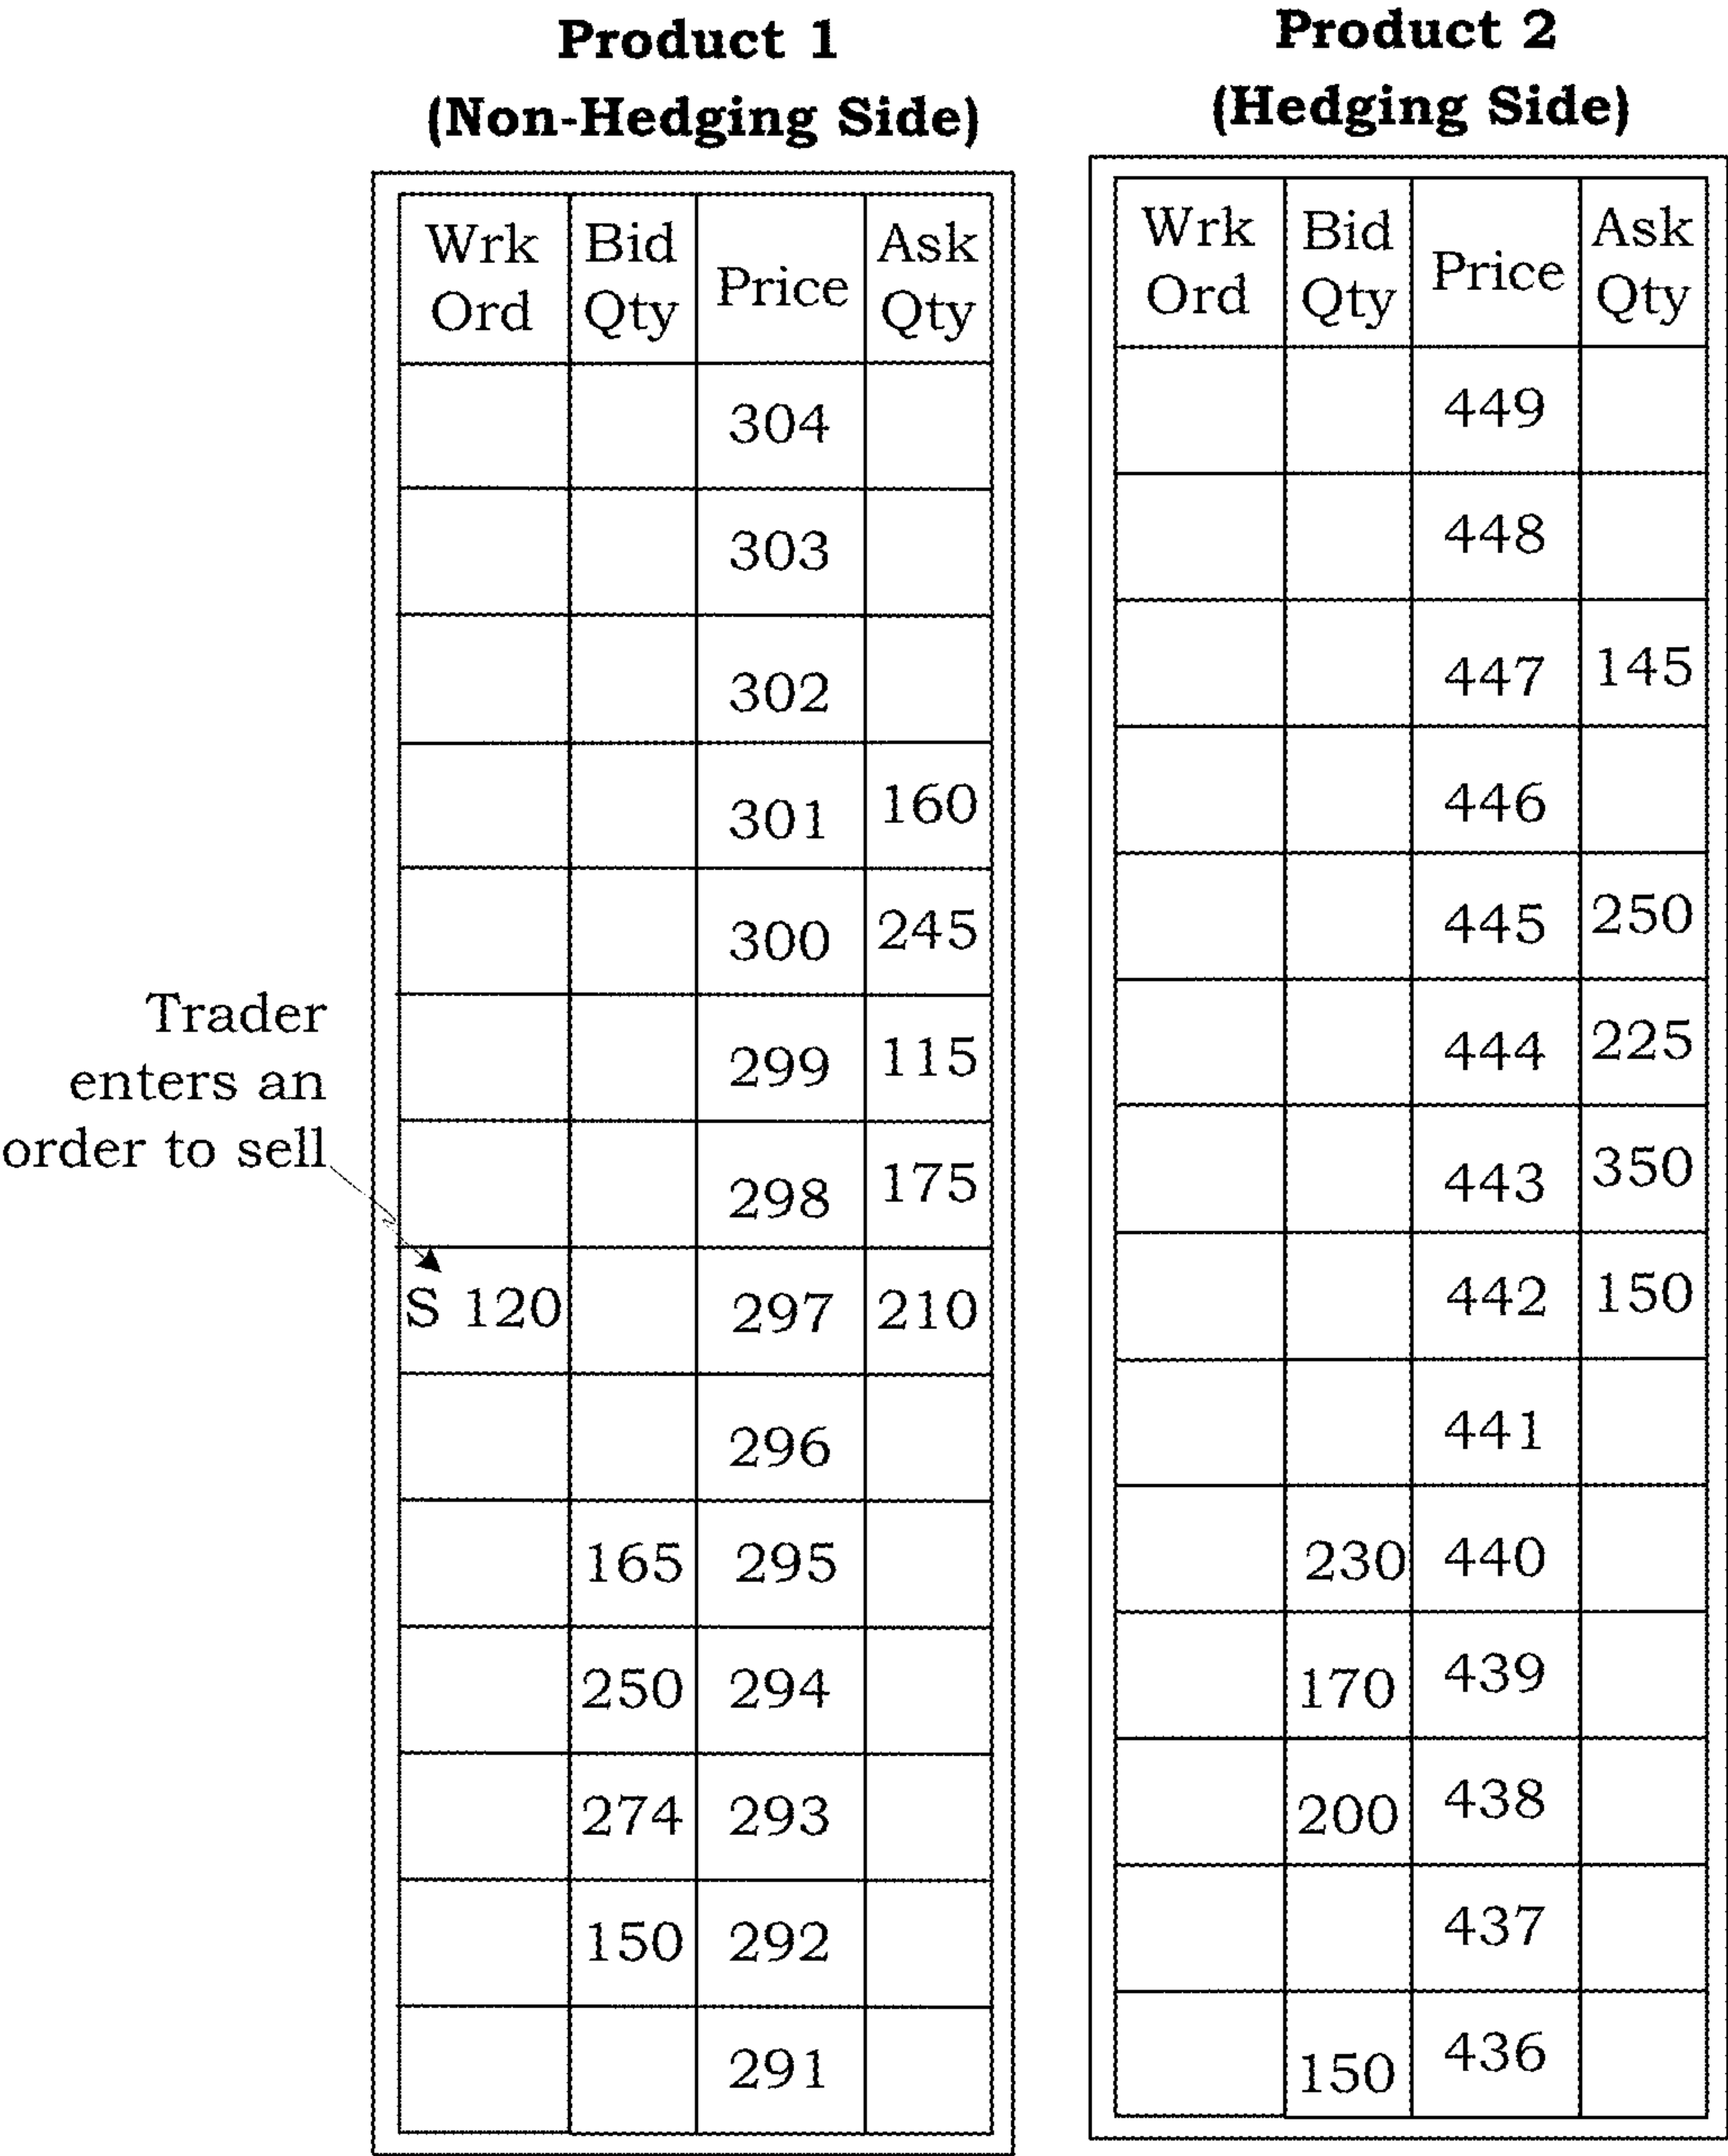 Product 1
(Non-Hedging Side)
Wrk Ord Bid Qty Price Ask Qty
304
303
302
301 160
300 245
299 115
298 175
S 120 297 210
296
165 295
250 294
274 293
150 292
291
Trader
enters an
order to sell
Product 2
(Hedging Side)
Wrk Ord Bid Qty Price Ask Qty
449
448
447 145
446
445 250
444 225
443 350
442 150
441
230 440
170 439
200 438
437
150 436